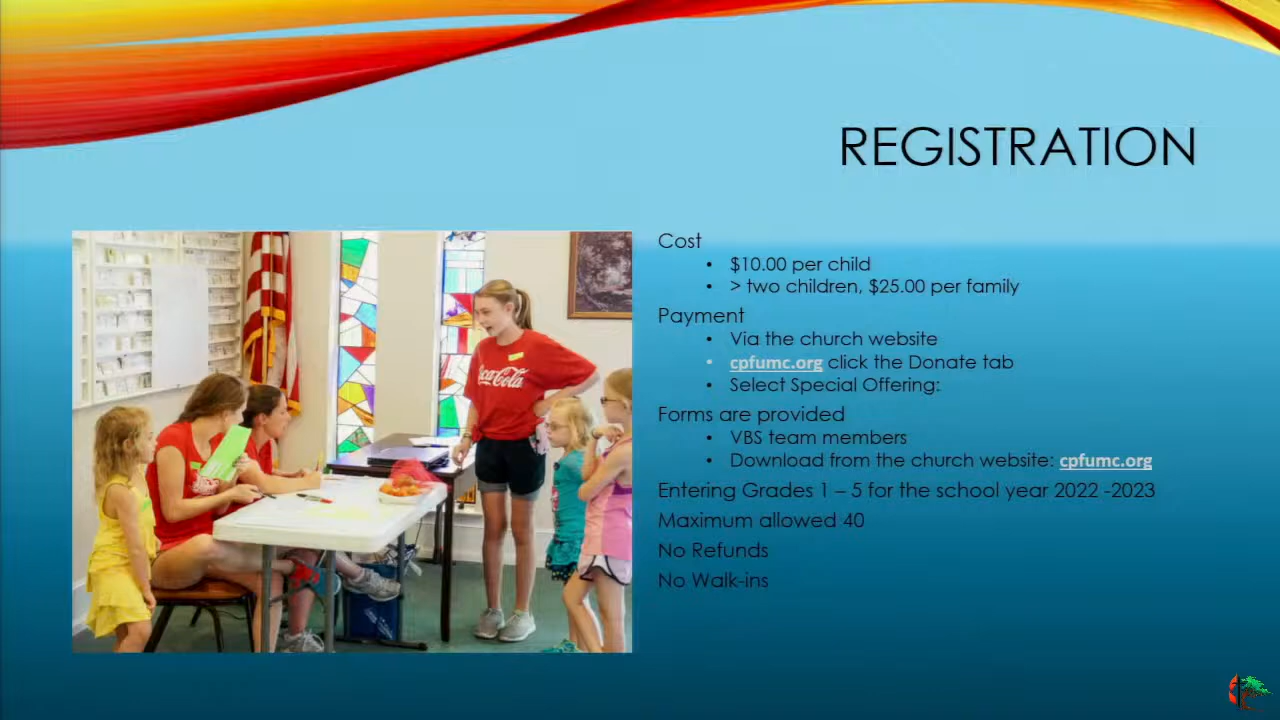 REGISTRATION
Cost
• $10.00 per child
• > two children, $25.00 per family
Payment
• Via the church website
• cpfumc.org click the Donate tab
• Select Special Offering:
Forms are provided
• VBS team members
• Download from the church website: cpfumc.org
Entering Grades 1 – 5 for the school year 2022 -2023
Maximum allowed 40
No Refunds
No Walk-ins
Coca-Cola